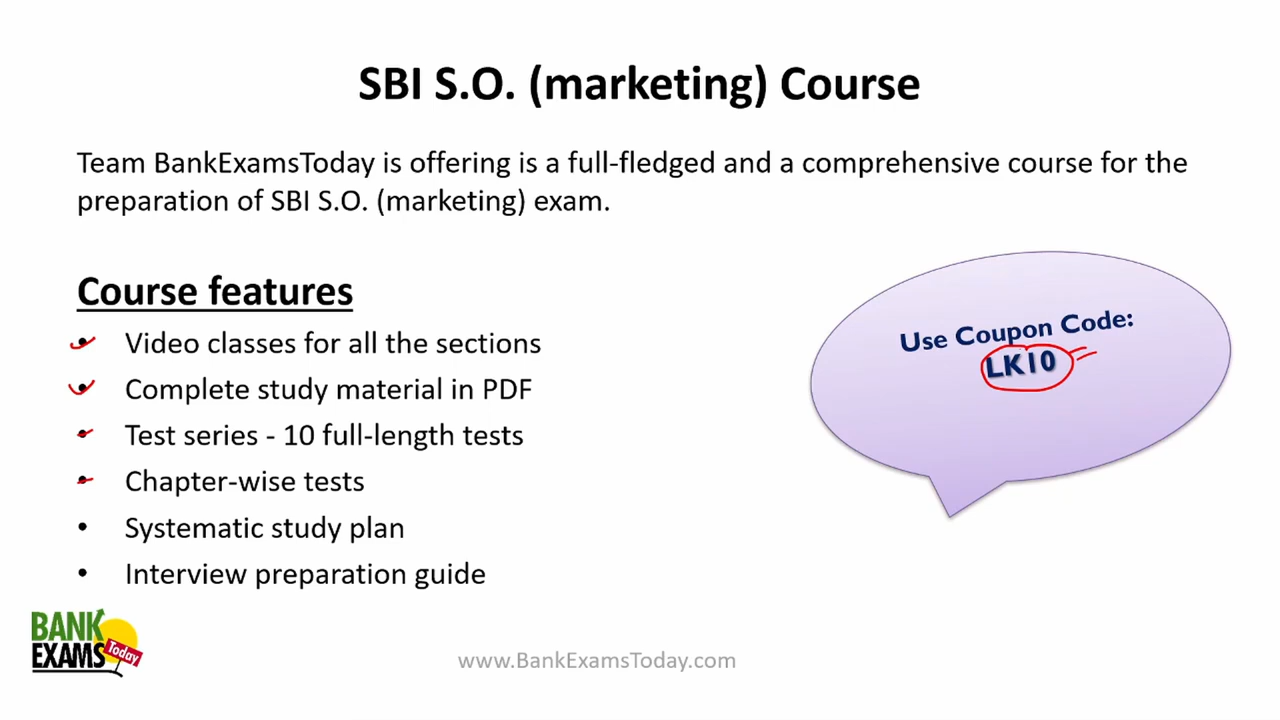 SBI S.O. (marketing) Course
Team BankExamsToday is offering is a full-fledged and a comprehensive course for the
preparation of SBI S.O. (marketing) exam.
Course features
• Video classes for all the sections
• Complete study material in PDF
• Test series - 10 full-length tests
• Chapter-wise tests
• Systematic study plan
• Interview preparation guide
Use Coupon Code:
LK10
BANK
EXAMS Today
www.BankExamsToday.com